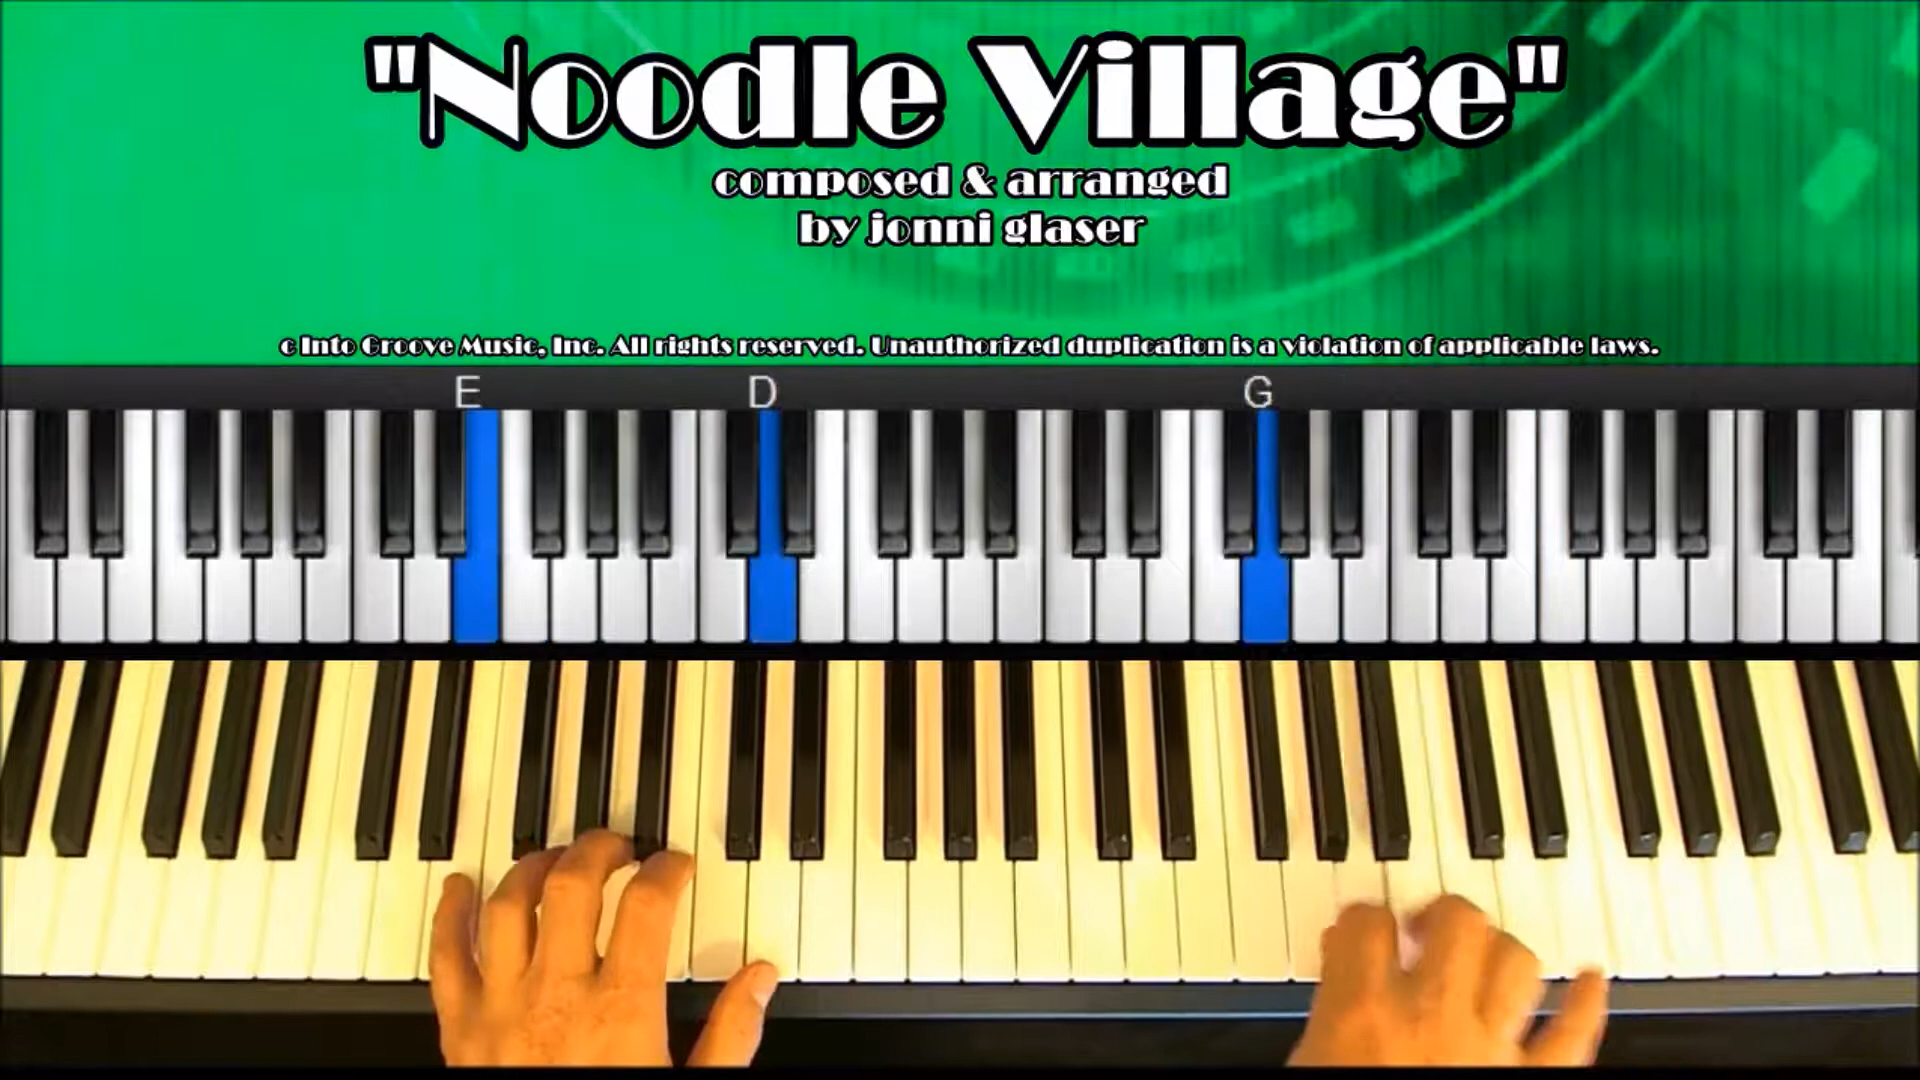 "Noodle Village"
composed & arranged
by jonni glaser
c Into Groove Music, Inc. All rights reserved. Unauthorized duplication is a violation of applicable laws.
E D G